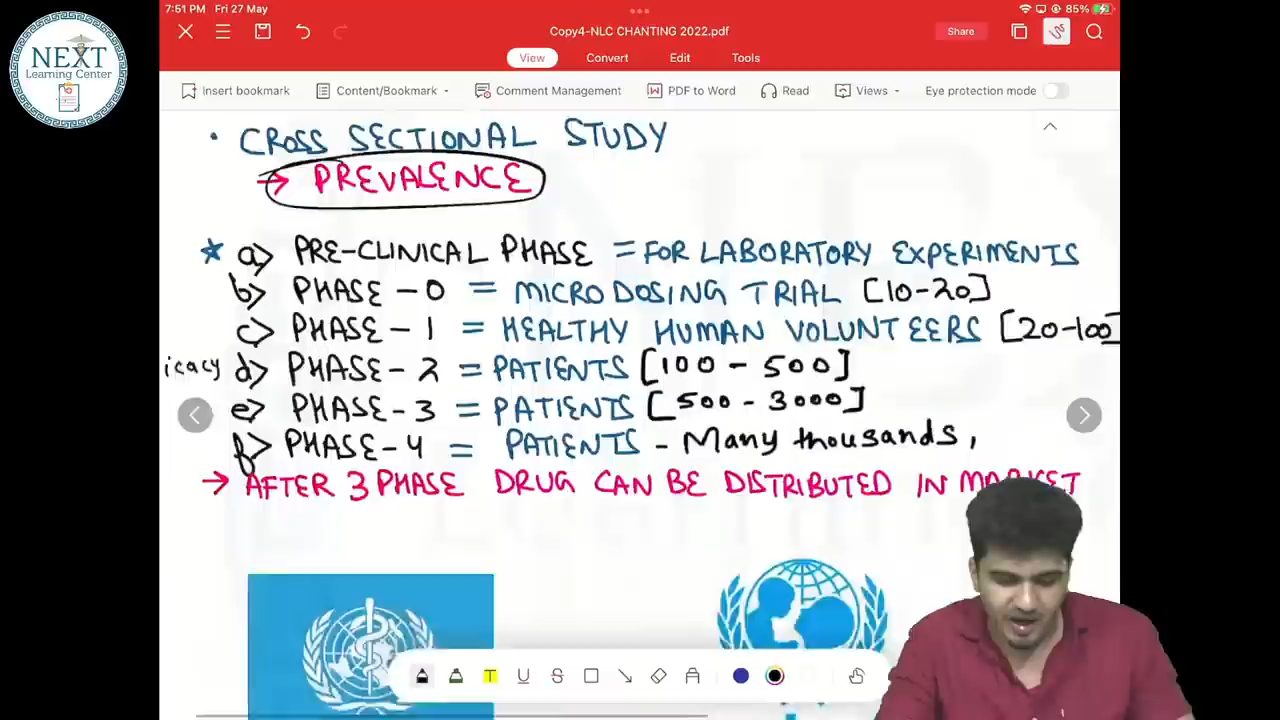 7:51 PM Fri 27 May
85%
NEXT
Learning Center
Copy4-NLC CHANTING 2022.pdf
Share
View Convert Edit Tools
Insert bookmark Content/Bookmark Comment Management PDF to Word Read Views Eye protection mode
• CROSS SECTIONAL STUDY
→ PREVALENCE
★ a) PRE-CLINICAL PHASE = FOR LABORATORY EXPERIMENTS
b) PHASE - 0 = MICRODOSING TRIAL [10-20]
c) PHASE - 1 = HEALTHY HUMAN VOLUNTEERS [20-100]
icacy d) PHASE - 2 = PATIENTS [100 - 500]
e) PHASE - 3 = PATIENTS [500 - 3000]
f) PHASE - 4 = PATIENTS - Many thousands,
→ AFTER 3 PHASE DRUG CAN BE DISTRIBUTED IN MARKET
T U S A